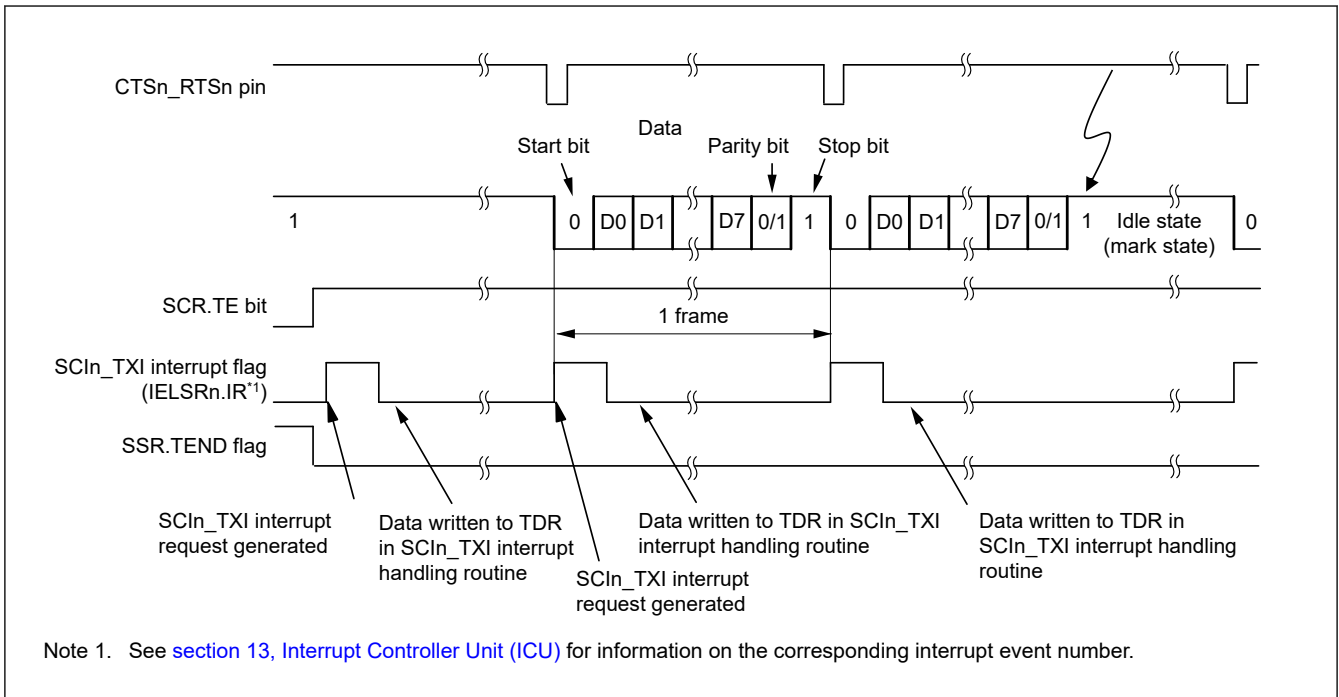 CTSn_RTSn pin
Data
Start bit
Parity bit
Stop bit
1
0 D0 D1 D7 0/1 1 0 D0 D1 D7 0/1 1 Idle state 0
(mark state)
SCR.TE bit
1 frame
SCIn_TXI interrupt flag
(IELSRn.IR*1)
SSR.TEND flag
SCIn_TXI interrupt
request generated
Data written to TDR
in SCIn_TXI interrupt
handling routine
SCIn_TXI interrupt
request generated
Data written to TDR in SCIn_TXI
interrupt handling routine
Data written to TDR in
SCIn_TXI interrupt handling
routine
Note 1. See section 13, Interrupt Controller Unit (ICU) for information on the corresponding interrupt event number.